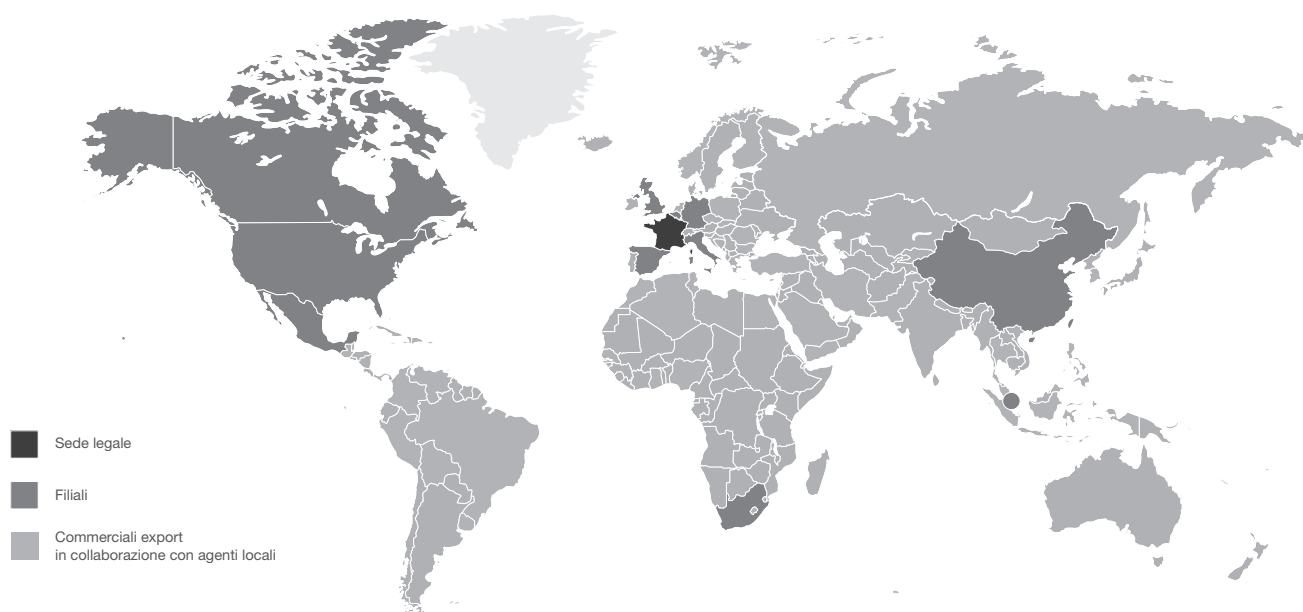 Sede legale
Filiali
Commerciali export
in collaborazione con agenti locali